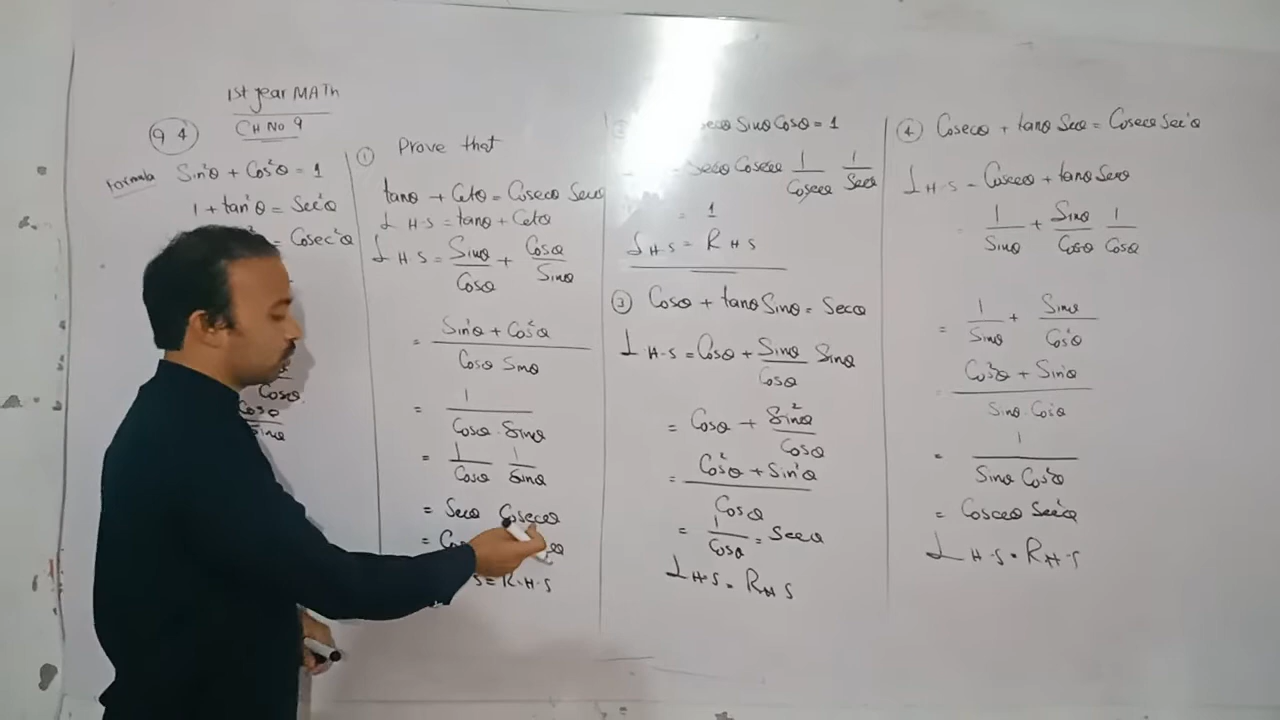 1st year MATh
CH NO 9
9 4
Formula Sin²θ + Cos²θ = 1
1 + tan²θ = Sec²θ
= Cosec²θ
Cosθ
Cosθ
Sinθ
① Prove that
tanθ + Cotθ = Cosecθ Secθ
L H·S = tanθ + Cotθ
L H·S = Sinθ/Cosθ + Cosθ/Sinθ
= Sin²θ + Cos²θ / Cosθ Sinθ
= 1 / Cosθ · Sinθ
= 1/Cosθ 1/Sinθ
= Secθ Cosecθ
=
S = R·H·S
Sinθ Cosθ = 1
= Secθ Cosecθ 1/Cosecθ 1/Secθ
= 1
L H·S = R H S
③ Cosθ + tanθ Sinθ = Secθ
L H·S = Cosθ + Sinθ/Cosθ Sinθ
= Cosθ + Sin²θ/Cosθ
= Cos²θ + Sin²θ / Cosθ
= 1/Cosθ = Secθ
L H·S = R H S
④ Cosecθ + tanθ Secθ = Cosecθ Sec²θ
L H·S = Cosecθ + tanθ Secθ
1/Sinθ + Sinθ/Cosθ 1/Cosθ
= 1/Sinθ + Sinθ/Cos²θ
= Cos²θ + Sin²θ / Sinθ · Cos²θ
= 1 / Sinθ Cos²θ
= Cosecθ Sec²θ
L H·S = R H·S